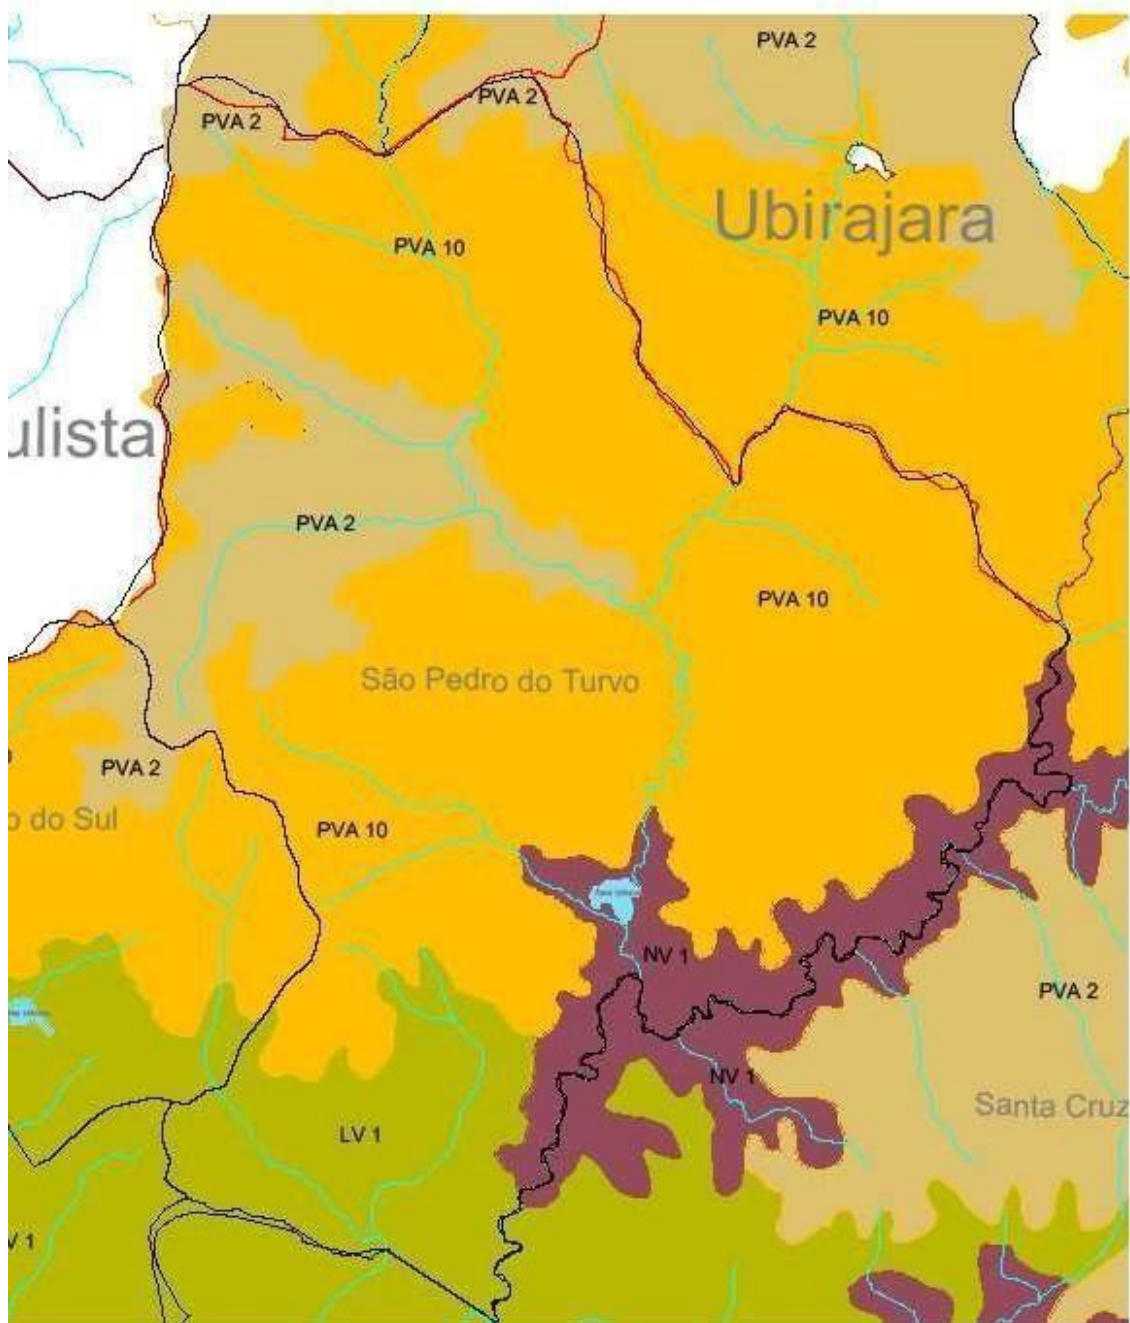 PVA 2
PVA 2
PVA 2
Ubirajara
PVA 10
PVA 10
ulista
PVA 2
PVA 10
São Pedro do Turvo
PVA 2
o do Sul
PVA 10
NV 1
PVA 2
NV 1
Santa Cruz
LV 1
V 1